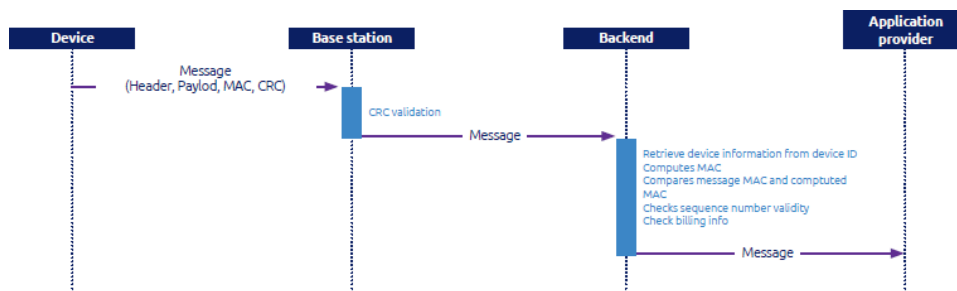 Device
Base station
Backend
Application
provider
Message
(Header, Paylod, MAC, CRC)
CRC validation
Message
Retrieve device information from device ID
Computes MAC
Compares message MAC and comptuted
MAC
Checks sequence number validity
Check billing info
Message